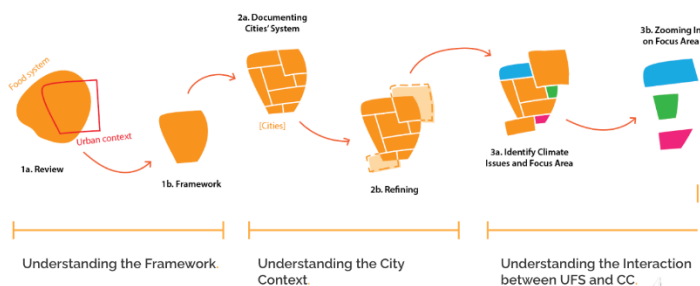 Food system
Urban context
1a. Review
1b. Framework
2a. Documenting
Cities' System
[Cities]
2b. Refining
3a. Identify Climate
Issues and Focus Area
3b. Zooming In
on Focus Area
Understanding the Framework.
Understanding the City
Context.
Understanding the Interaction
between UFS and CC.